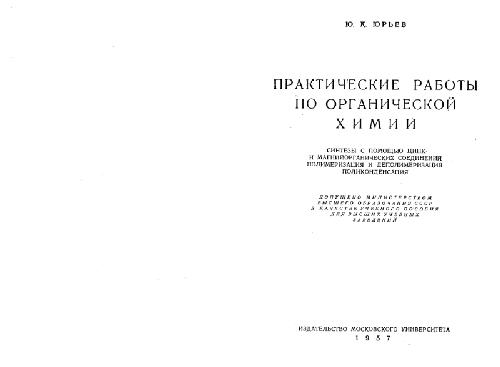 Ю. К. ЮРЬЕВ
ПРАКТИЧЕСКИЕ РАБОТЫ
ПО ОРГАНИЧЕСКОЙ
ХИМИИ
СИНТЕЗЫ С ПОМОЩЬЮ ЦИНК-
И МАГНИЙОРГАНИЧЕСКИХ СОЕДИНЕНИЙ
ПОЛИМЕРИЗАЦИЯ И ДЕПОЛИМЕРИЗАЦИЯ
ПОЛИКОНДЕНСАЦИЯ
ДОПУЩЕНО МИНИСТЕРСТВОМ
ВЫСШЕГО ОБРАЗОВАНИЯ СССР
В КАЧЕСТВЕ УЧЕБНОГО ПОСОБИЯ
ДЛЯ ВЫСШИХ УЧЕБНЫХ
ЗАВЕДЕНИЙ
ИЗДАТЕЛЬСТВО МОСКОВСКОГО УНИВЕРСИТЕТА
1957